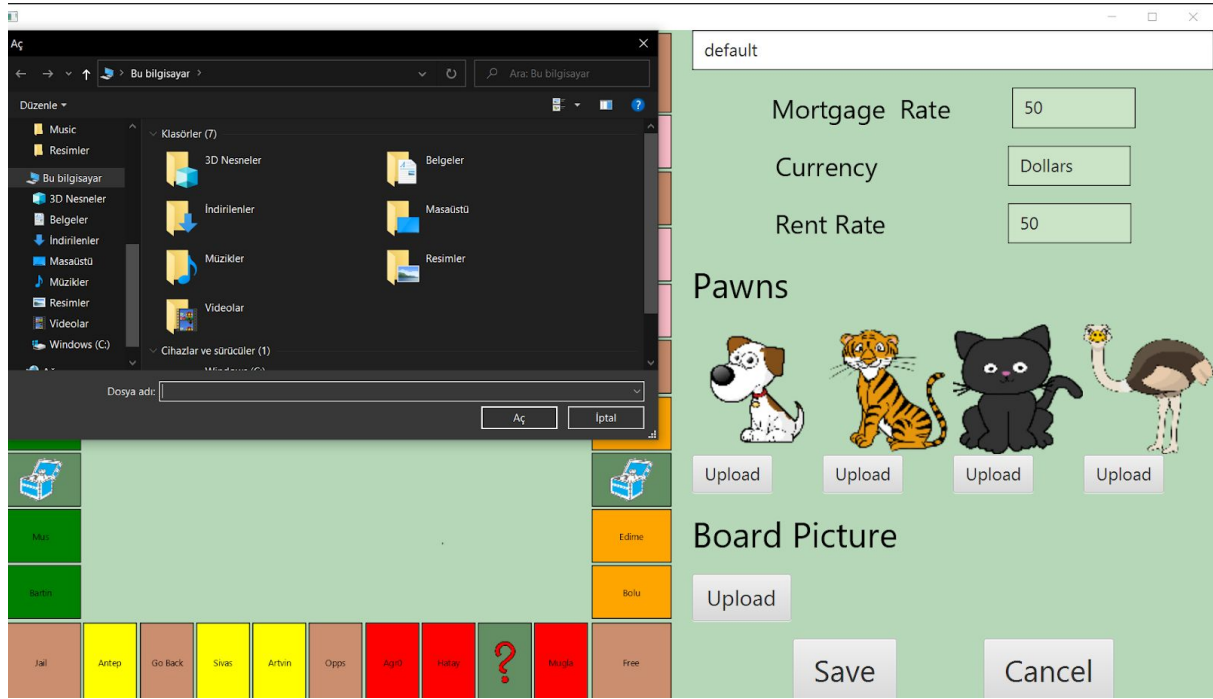 Aç
Bu bilgisayar
Ara: Bu bilgisayar
Düzenle
Music
Resimler
Bu bilgisayar
3D Nesneler
Belgeler
İndirilenler
Masaüstü
Müzikler
Resimler
Videolar
Windows (C:)
Klasörler (7)
3D Nesneler
Belgeler
İndirilenler
Masaüstü
Müzikler
Resimler
Videolar
Cihazlar ve sürücüler (1)
Windows (C:)
Dosya adı:
Aç
İptal
default
Mortgage Rate
50
Currency
Dollars
Rent Rate
50
Pawns
Upload
Upload
Upload
Upload
Board Picture
Upload
Save
Cancel
Mus
Edirne
Bartin
Bolu
Jail
Antep
Go Back
Sivas
Artvin
Opps
Hatay
?
Mugla
Free